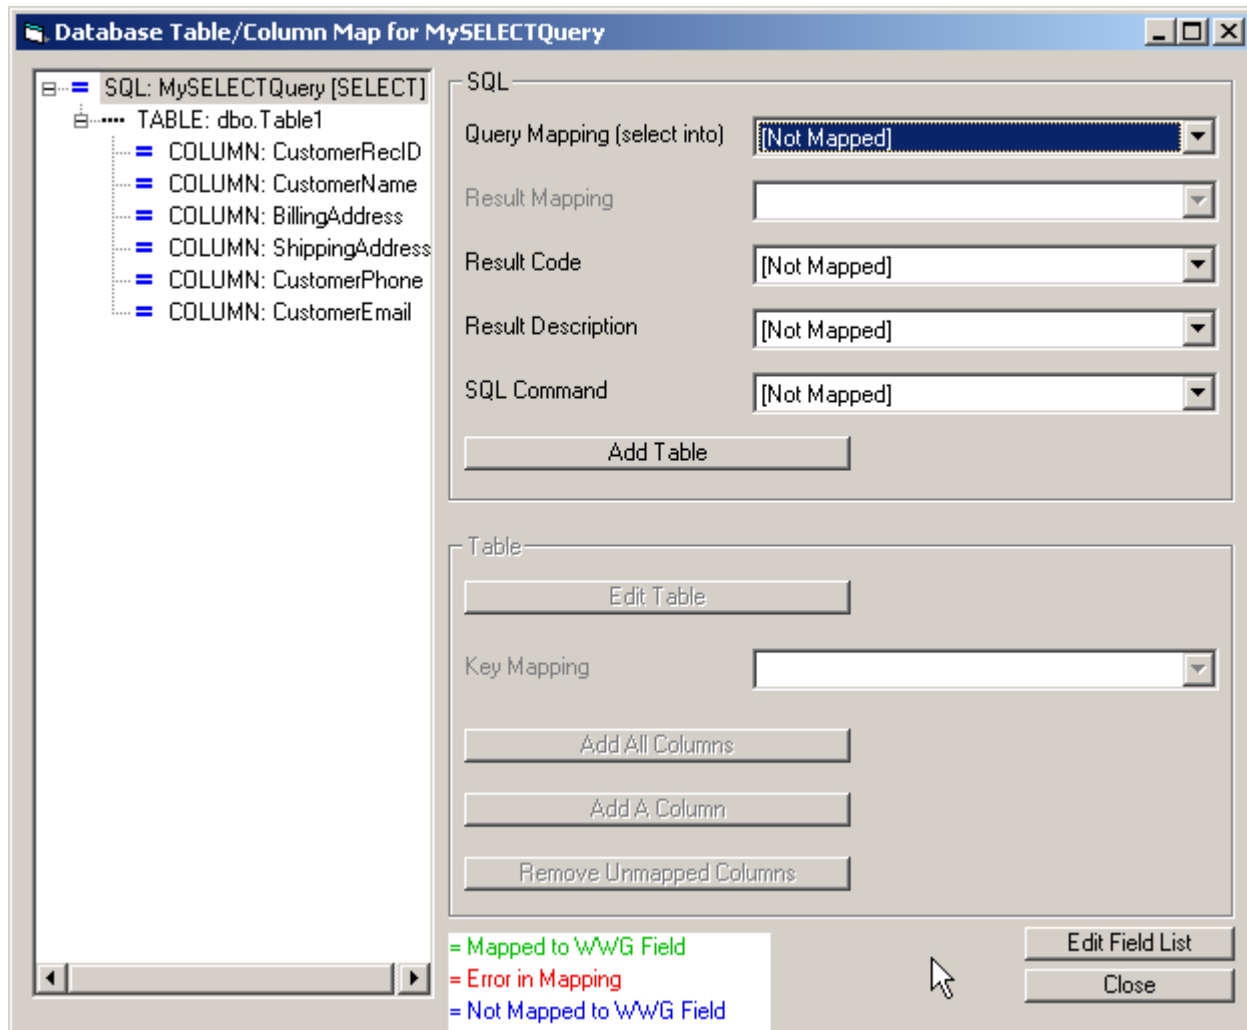 Database Table/Column Map for MySELECTQuery
SQL: MySELECTQuery [SELECT]
TABLE: dbo.Table1
= COLUMN: CustomerRecID
= COLUMN: CustomerName
= COLUMN: BillingAddress
= COLUMN: ShippingAddress
= COLUMN: CustomerPhone
= COLUMN: CustomerEmail
SQL
Query Mapping (select into) [Not Mapped]
Result Mapping
Result Code [Not Mapped]
Result Description [Not Mapped]
SQL Command [Not Mapped]
Add Table
Table
Edit Table
Key Mapping
Add All Columns
Add A Column
Remove Unmapped Columns
= Mapped to WWG Field
= Error in Mapping
= Not Mapped to WWG Field
Edit Field List
Close